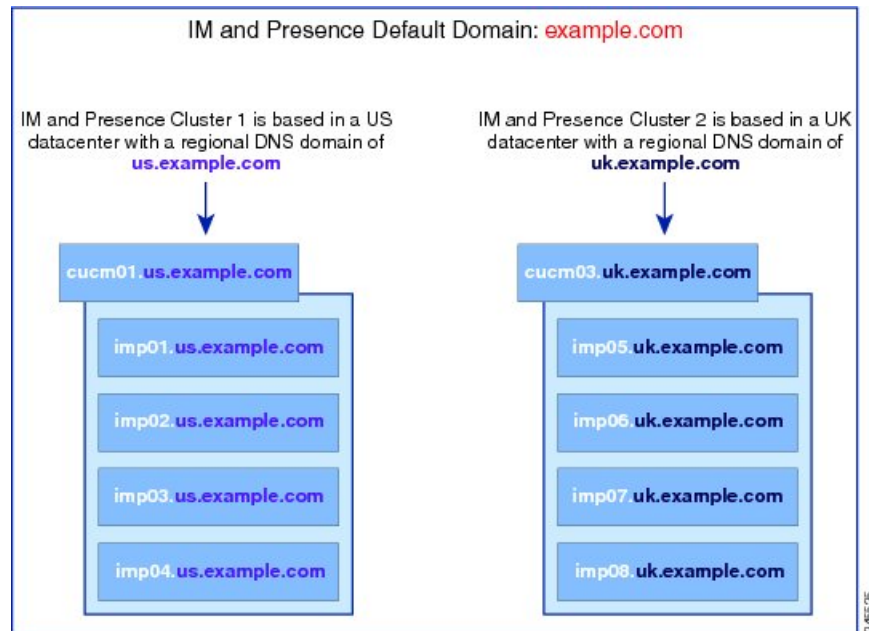 IM and Presence Default Domain: example.com
IM and Presence Cluster 1 is based in a US
datacenter with a regional DNS domain of
us.example.com
cucm01.us.example.com
imp01.us.example.com
imp02.us.example.com
imp03.us.example.com
imp04.us.example.com
IM and Presence Cluster 2 is based in a UK
datacenter with a regional DNS domain of
uk.example.com
cucm03.uk.example.com
imp05.uk.example.com
imp06.uk.example.com
imp07.uk.example.com
imp08.uk.example.com